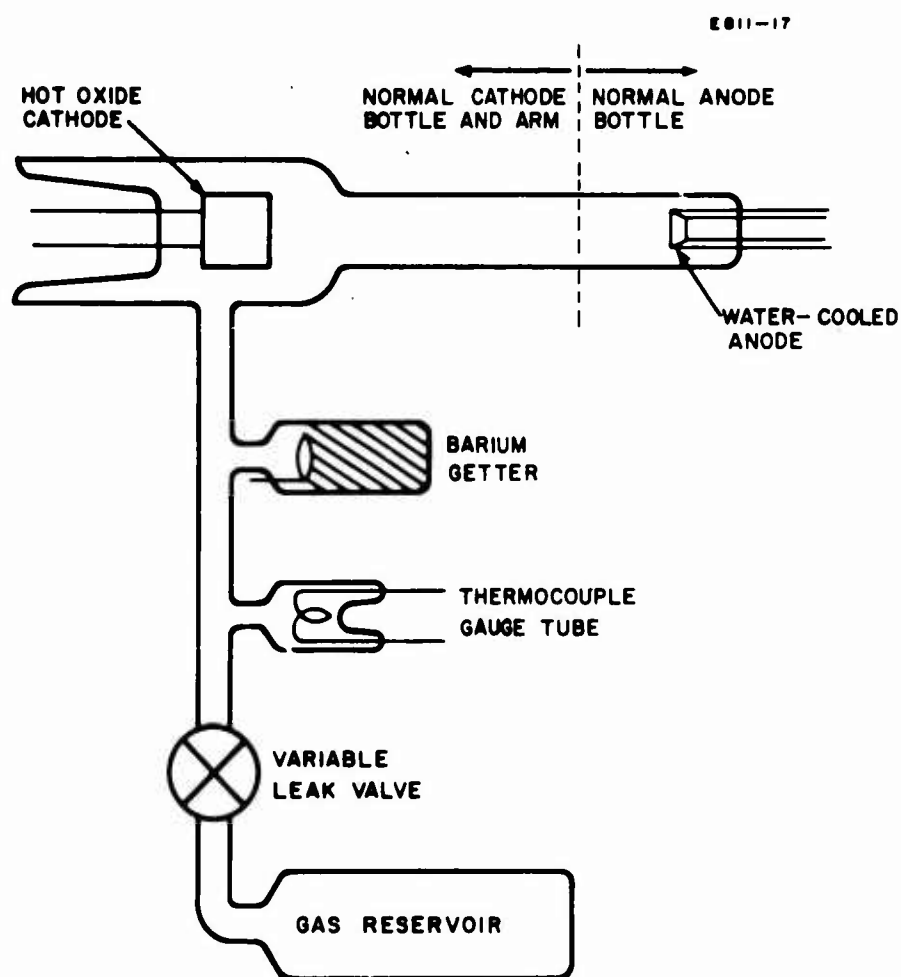 E811-17
HOT OXIDE
CATHODE
NORMAL CATHODE
BOTTLE AND ARM
NORMAL ANODE
BOTTLE
WATER-COOLED
ANODE
BARIUM
GETTER
THERMOCOUPLE
GAUGE TUBE
VARIABLE
LEAK VALVE
GAS RESERVOIR